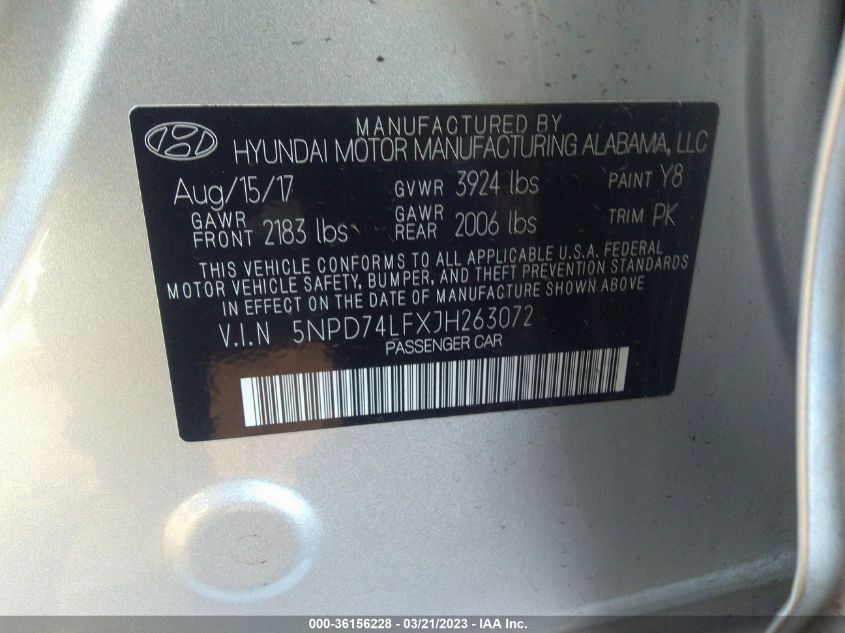 MANUFACTURED BY
HYUNDAI MOTOR MANUFACTURING ALABAMA, LLC
Aug/15/17 GVWR 3924 lbs PAINT Y8
GAWR FRONT 2183 lbs GAWR REAR 2006 lbs TRIM PK
THIS VEHICLE CONFORMS TO ALL APPLICABLE U.S.A. FEDERAL
MOTOR VEHICLE SAFETY, BUMPER, AND THEFT PREVENTION STANDARDS
IN EFFECT ON THE DATE OF MANUFACTURE SHOWN ABOVE
V.I.N 5NPD74LFXJH263072
PASSENGER CAR
000-36156228 - 03/21/2023 - IAA Inc.